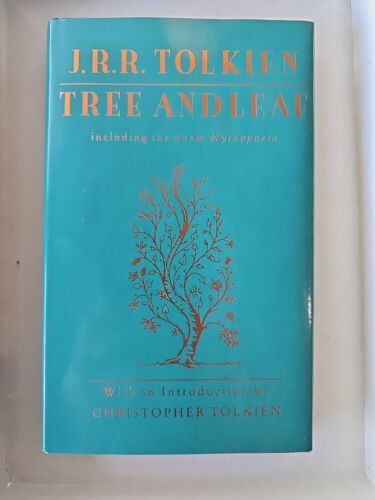 J.R.R. TOLKIEN
TREE AND LEAF
including the poem Mythopoeia
With an Introduction by
CHRISTOPHER TOLKIEN